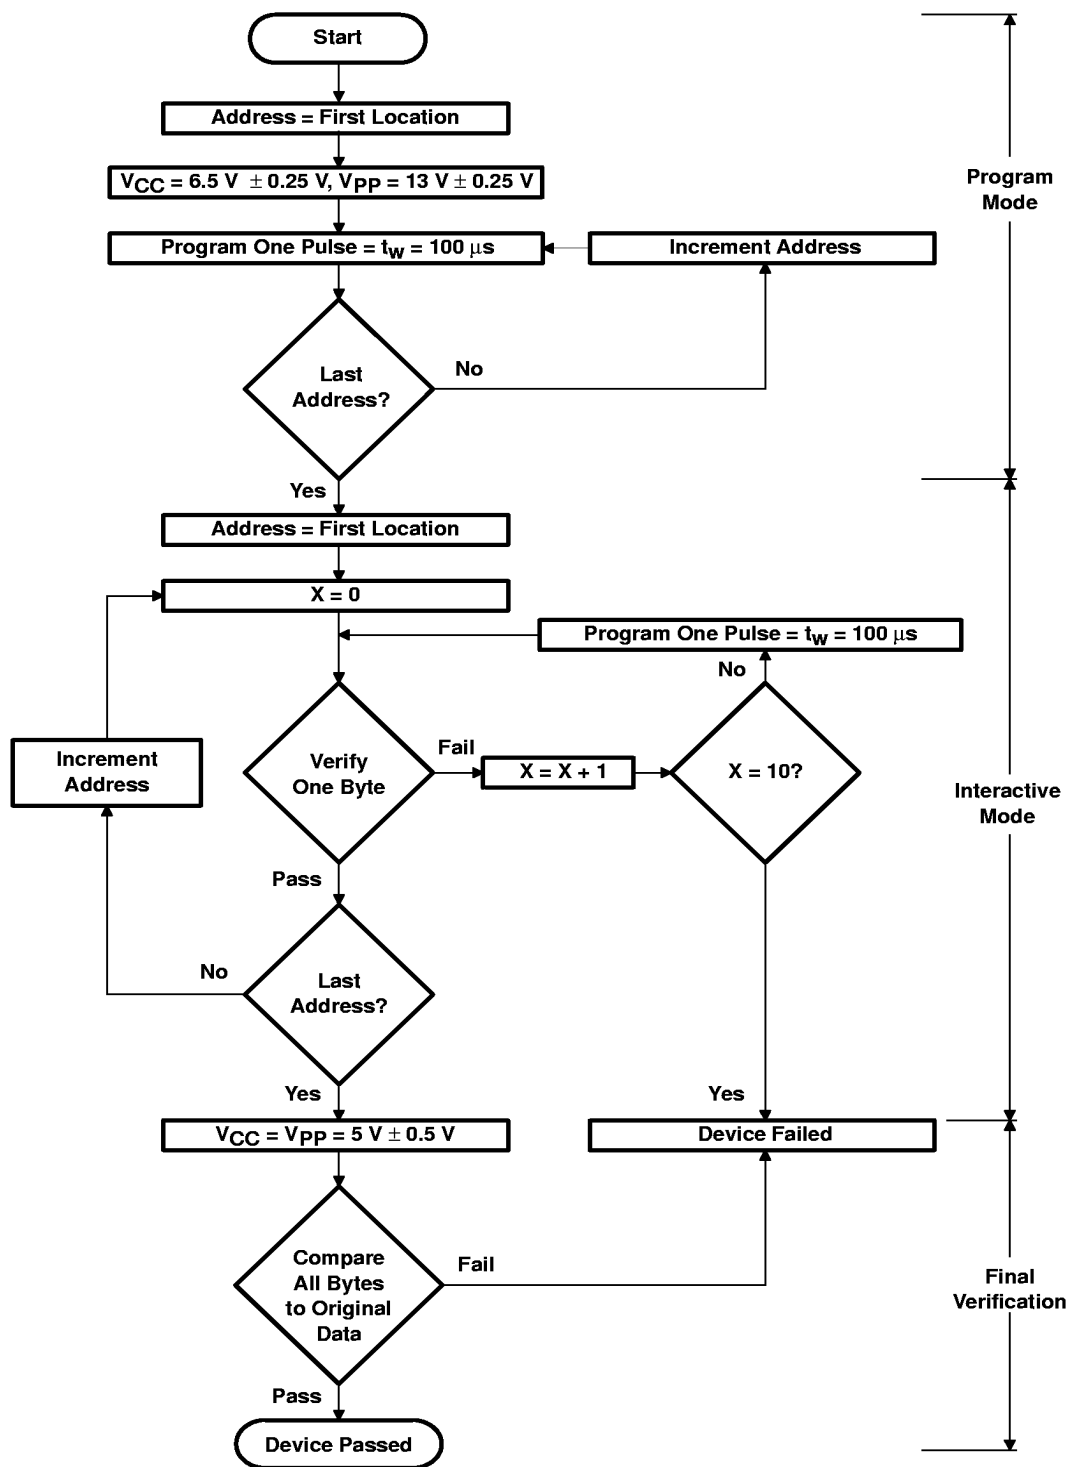 Start
Address = First Location
VCC = 6.5 V ± 0.25 V, VPP = 13 V ± 0.25 V
Program
Mode
Program One Pulse = tw = 100 µs
Increment Address
Last
Address?
No
Yes
Address = First Location
X = 0
Program One Pulse = tw = 100 µs
No
Increment
Address
Verify
One Byte
Fail
X = X + 1
X = 10?
Interactive
Mode
Pass
No
Last
Address?
Yes
Yes
VCC = VPP = 5 V ± 0.5 V
Device Failed
Compare
All Bytes
to Original
Data
Fail
Final
Verification
Pass
Device Passed